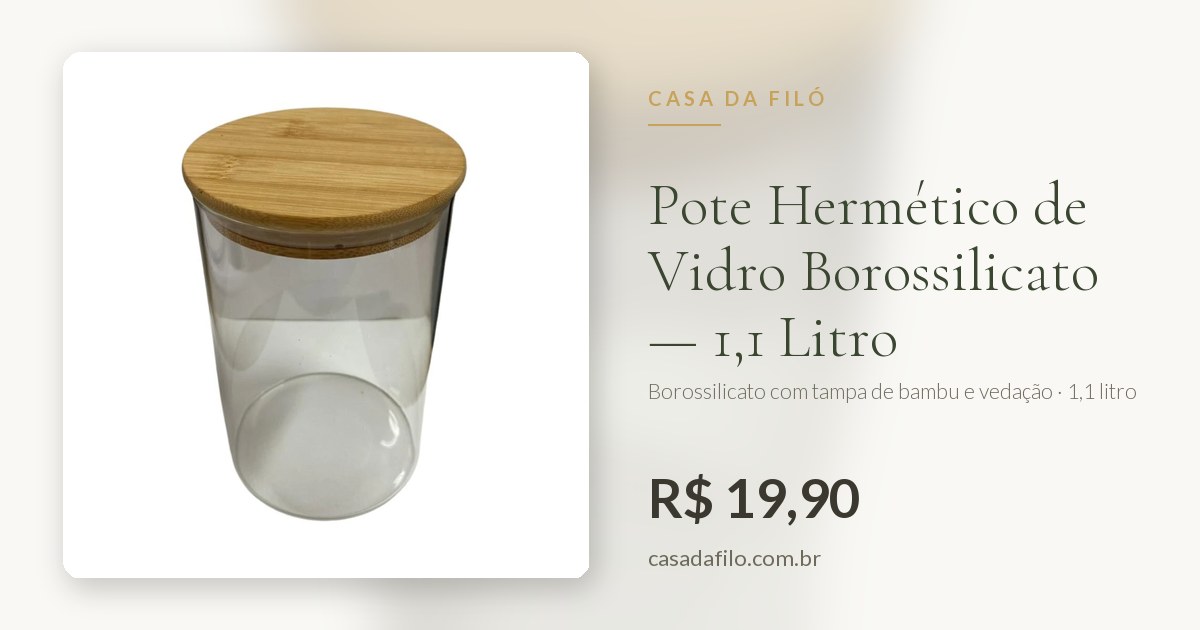 CASA DA FILÓ
Pote Hermético de
Vidro Borossilicato
— 1,1 Litro
Borossilicato com tampa de bambu e vedação · 1,1 litro
R$ 19,90
casadafilo.com.br